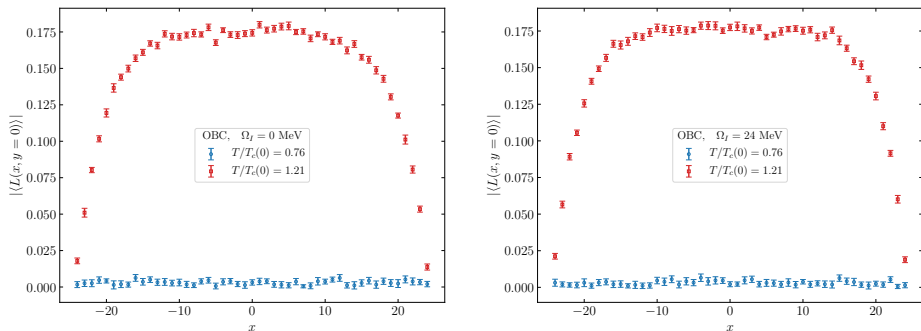 0.175
0.150
0.125
0.100
0.075
0.050
0.025
0.000
|⟨L(x, y = 0)⟩|
OBC, Ω_I = 0 MeV
T/T_c(0) = 0.76
T/T_c(0) = 1.21
−20 −10 0 10 20
x
0.175
0.150
0.125
0.100
0.075
0.050
0.025
0.000
|⟨L(x, y = 0)⟩|
OBC, Ω_I = 24 MeV
T/T_c(0) = 0.76
T/T_c(0) = 1.21
−20 −10 0 10 20
x